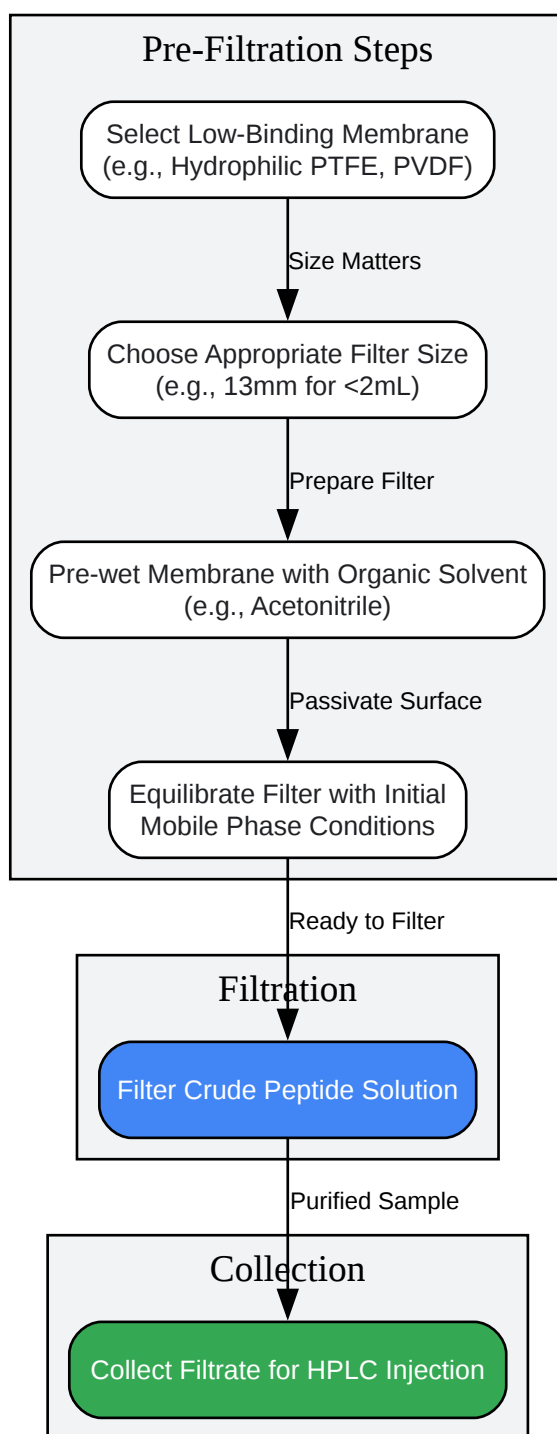 Pre-Filtration Steps
Select Low-Binding Membrane
(e.g., Hydrophilic PTFE, PVDF)
Size Matters
Choose Appropriate Filter Size
(e.g., 13mm for <2mL)
Prepare Filter
Pre-wet Membrane with Organic Solvent
(e.g., Acetonitrile)
Passivate Surface
Equilibrate Filter with Initial
Mobile Phase Conditions
Ready to Filter
Filtration
Filter Crude Peptide Solution
Purified Sample
Collection
Collect Filtrate for HPLC Injection